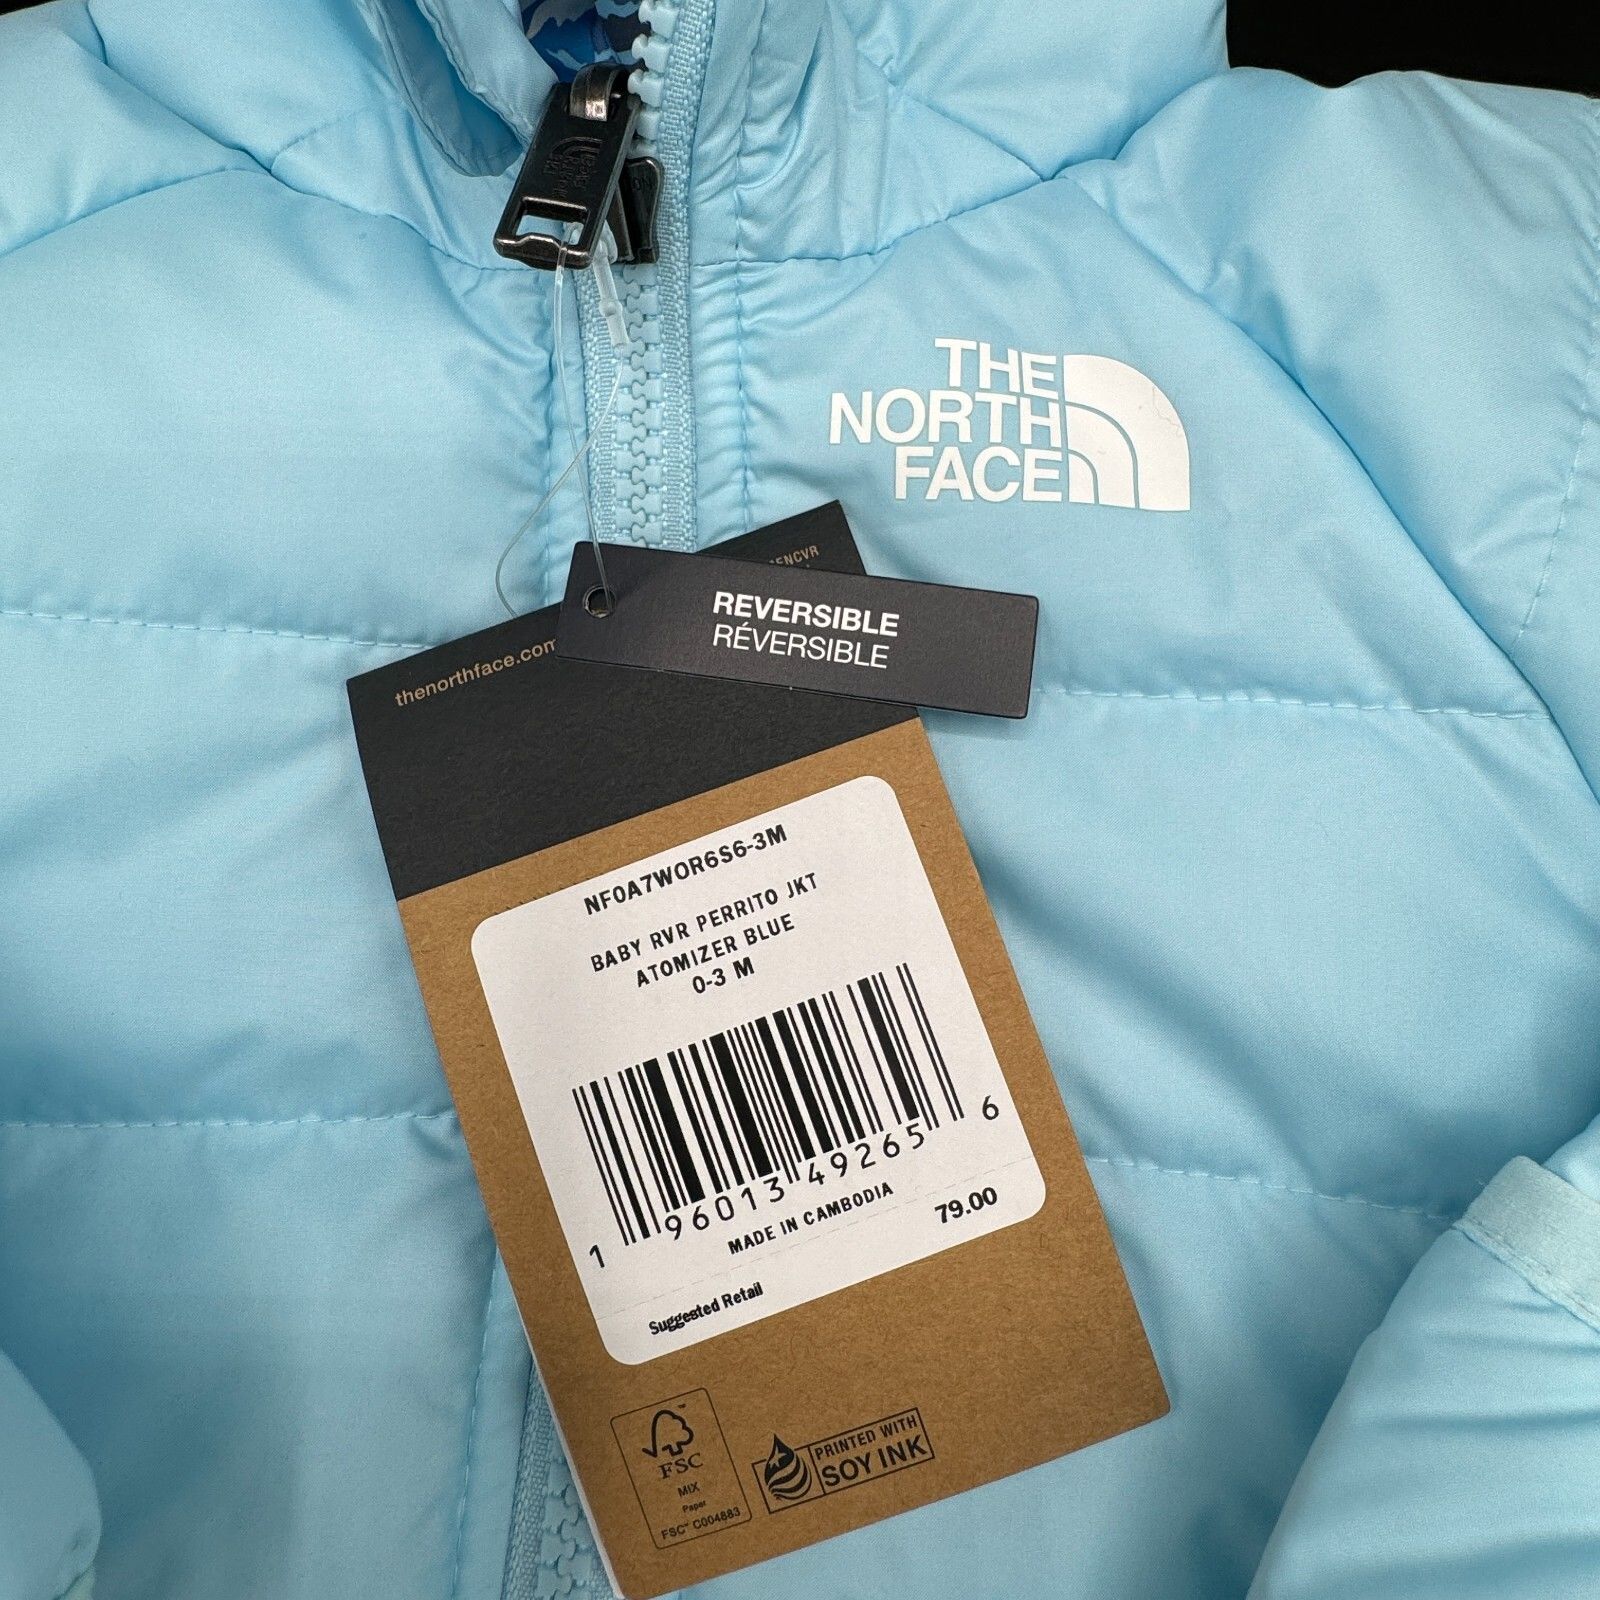 THE
NORTH
FACE
REVERSIBLE
RÉVERSIBLE
thenorthface.com
NF0A7WOR6S6-3M
BABY RVR PERRITO JKT
ATOMIZER BLUE
0-3 M
1 96013 49265 6
MADE IN CAMBODIA
79.00
Suggested Retail
FSC
MIX
Paper
FSC™ C004883
PRINTED WITH
SOY INK